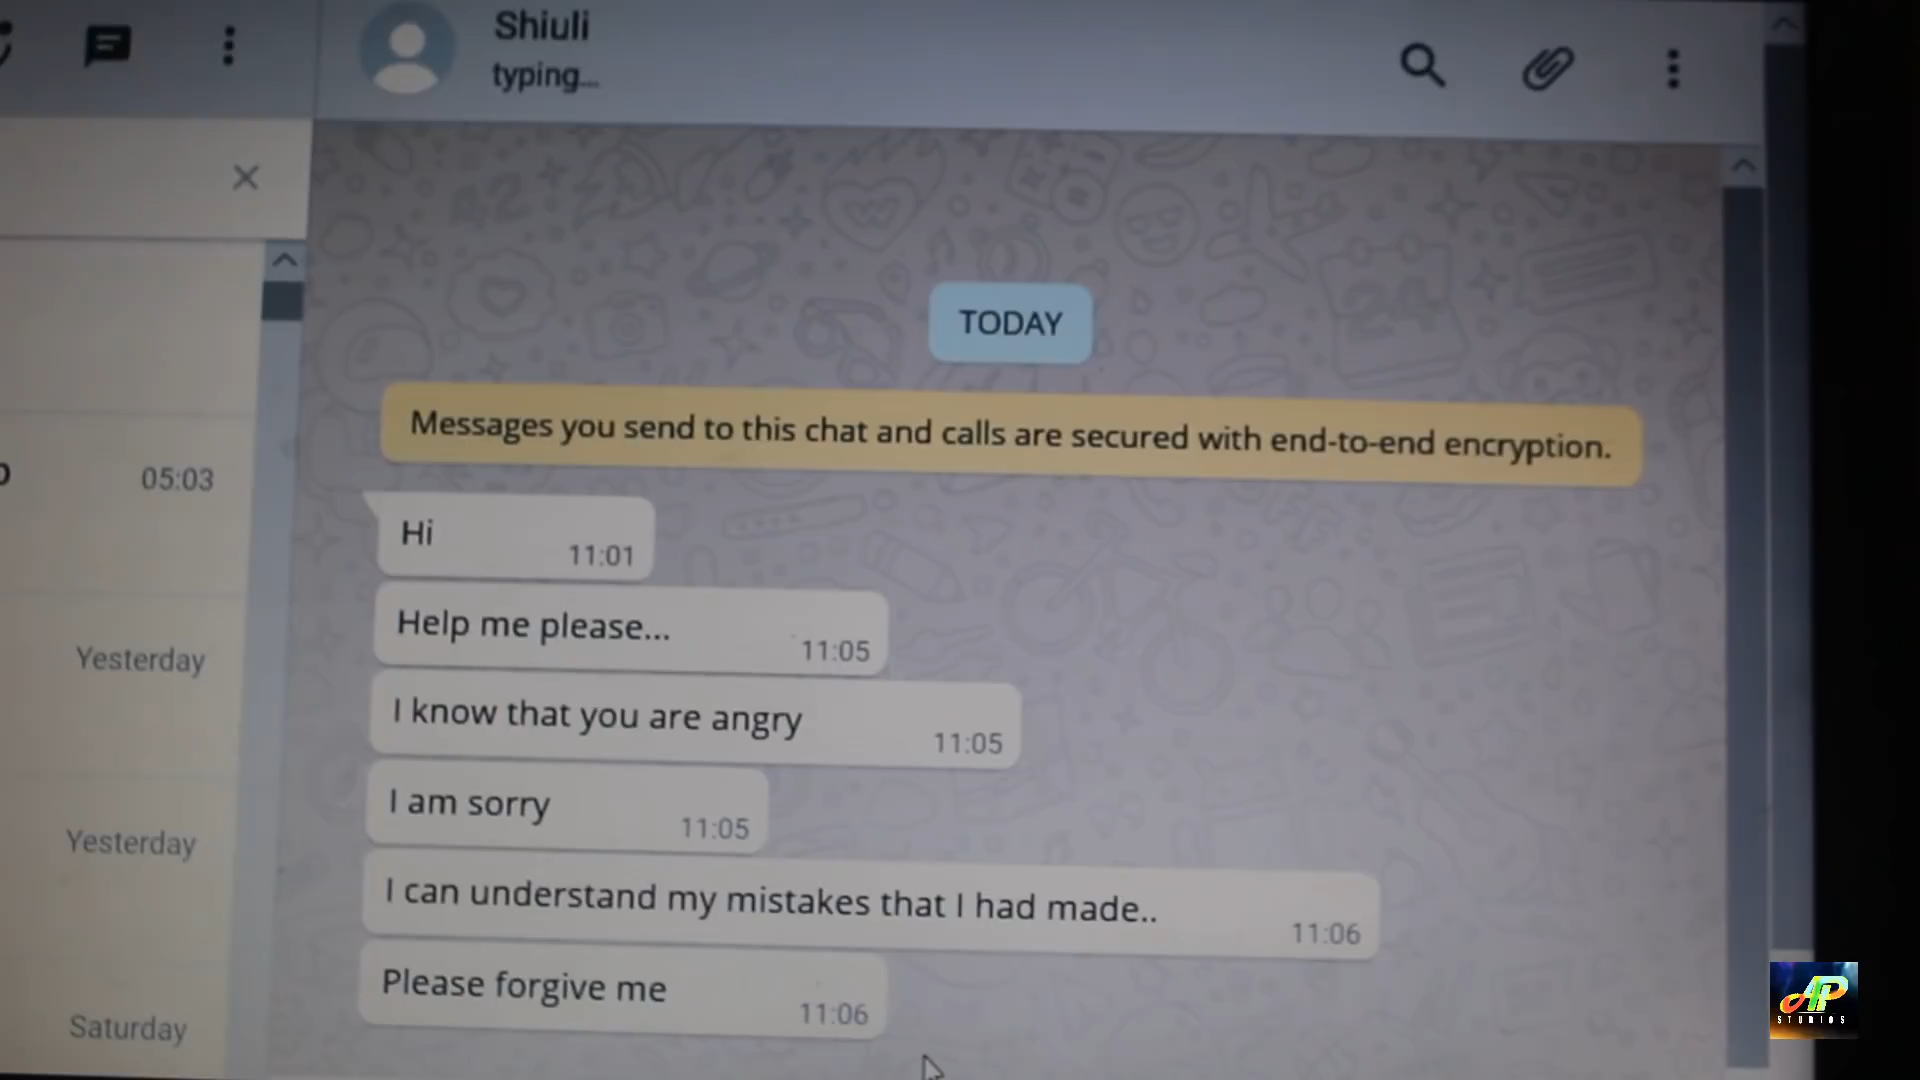 Shiuli
typing...
TODAY
Messages you send to this chat and calls are secured with end-to-end encryption.
Hi
11:01
Help me please...
11:05
I know that you are angry
11:05
I am sorry
11:05
I can understand my mistakes that I had made..
11:06
Please forgive me
11:06
05:03
Yesterday
Yesterday
Saturday
AP
STUDIOS